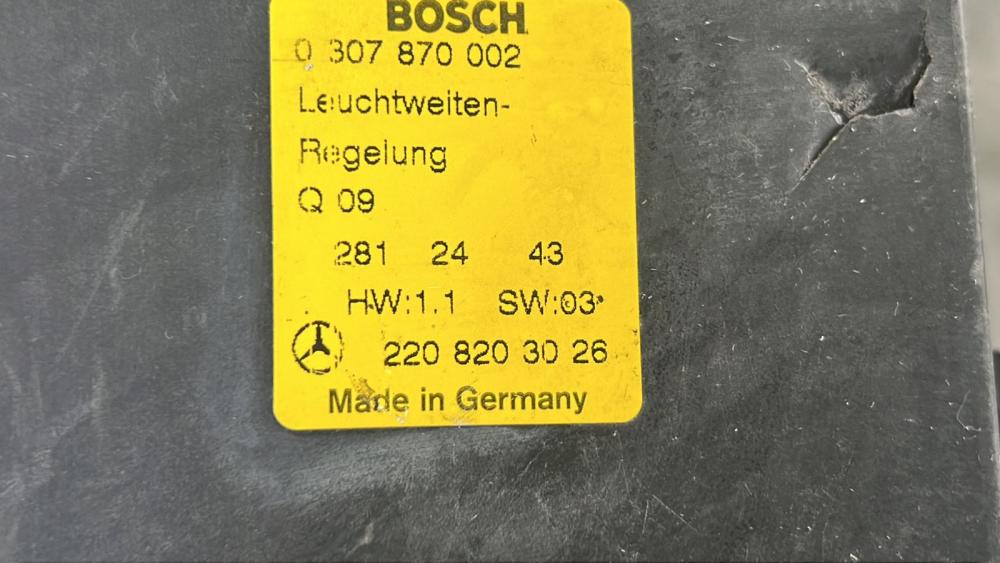 BOSCH
0 307 870 002
Leuchtweiten-
Regelung
Q 09
281 24 43
HW:1.1 SW:03
220 820 30 26
Made in Germany